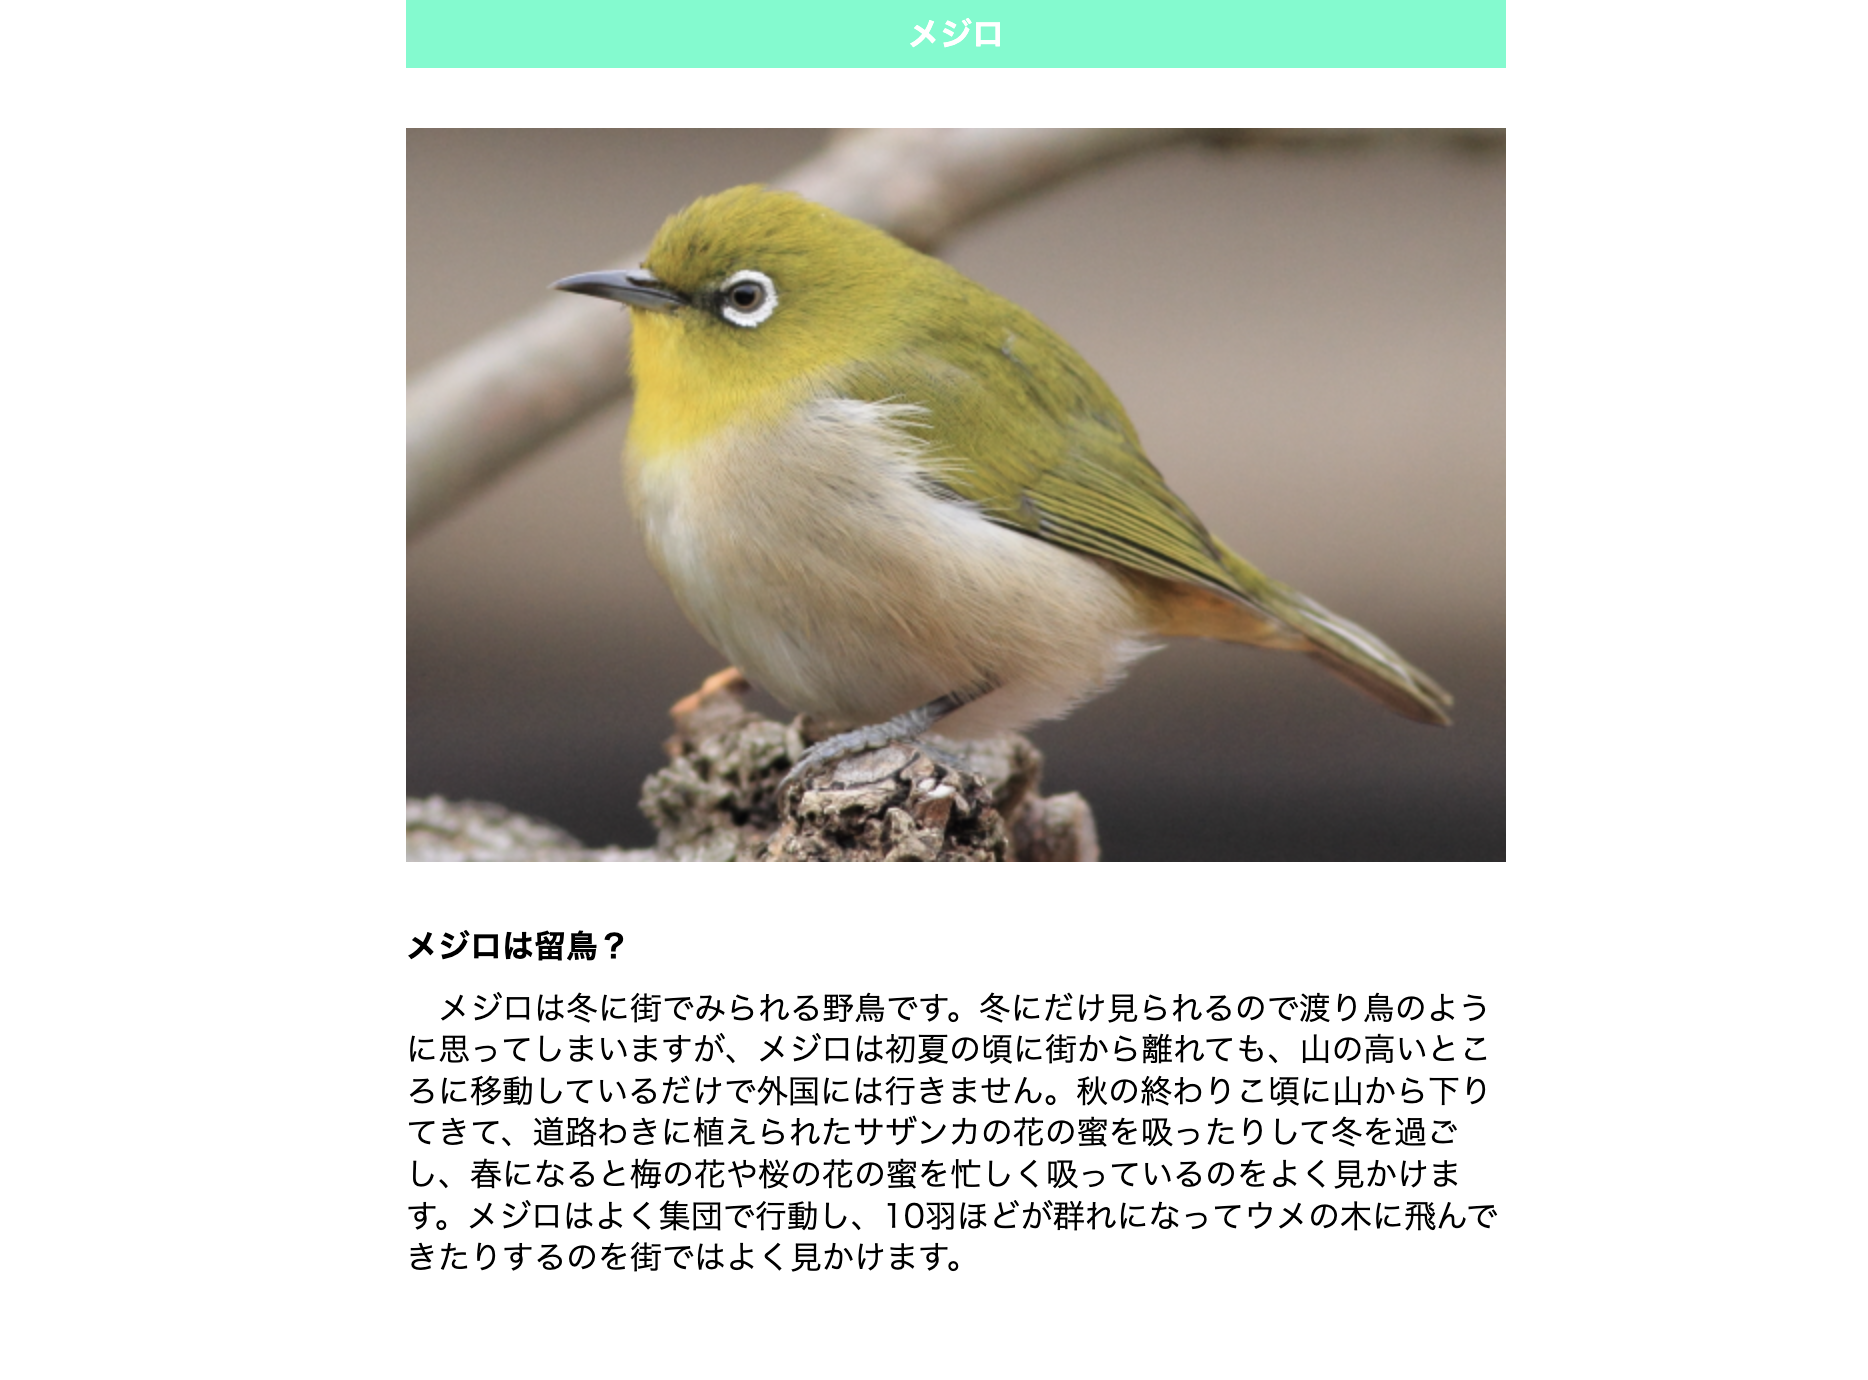 メジロ
メジロは留鳥？
　メジロは冬に街でみられる野鳥です。冬にだけ見られるので渡り鳥のよう
に思ってしまいますが、メジロは初夏の頃に街から離れても、山の高いとこ
ろに移動しているだけで外国には行きません。秋の終わりこ頃に山から下り
てきて、道路わきに植えられたサザンカの花の蜜を吸ったりして冬を過ご
し、春になると梅の花や桜の花の蜜を忙しく吸っているのをよく見かけま
す。メジロはよく集団で行動し、10羽ほどが群れになってウメの木に飛んで
きたりするのを街ではよく見かけます。